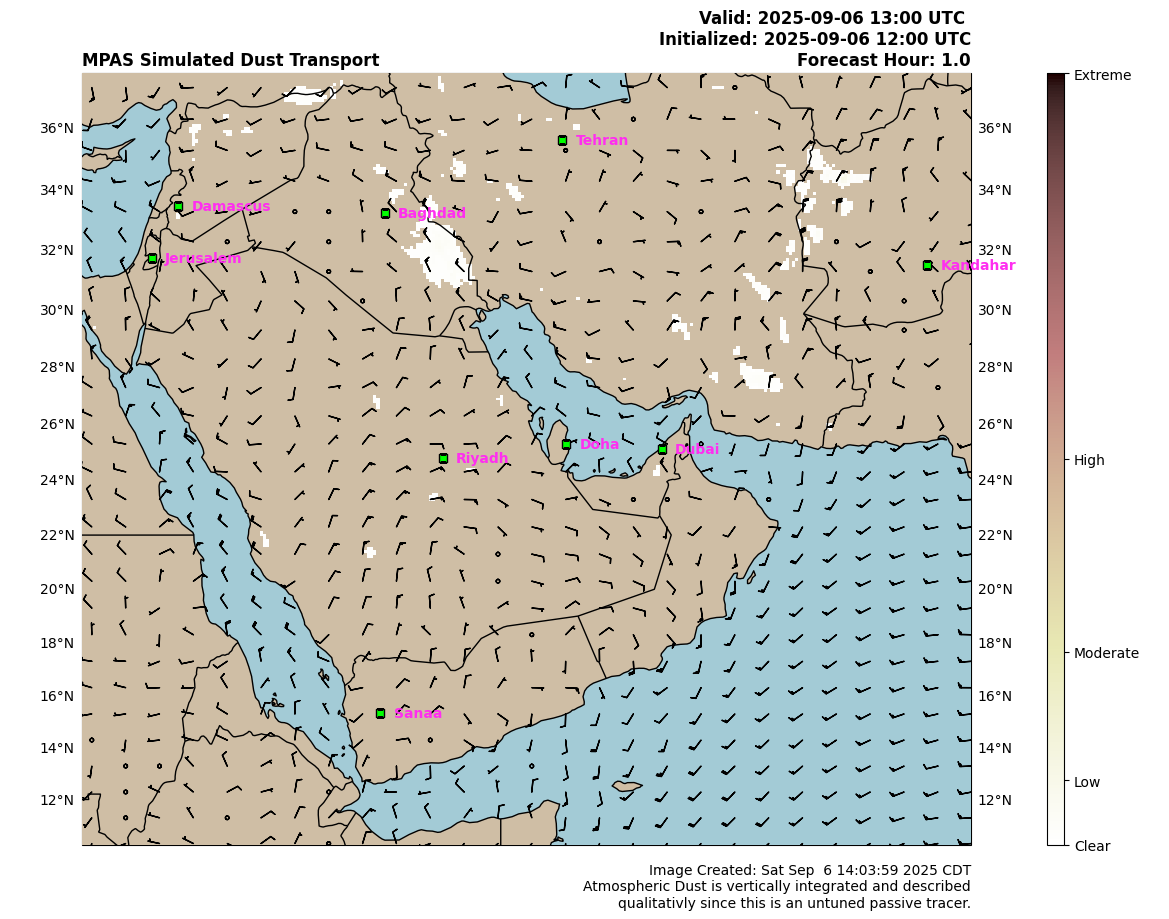 Valid: 2025-09-06 13:00 UTC
Initialized: 2025-09-06 12:00 UTC
MPAS Simulated Dust Transport Forecast Hour: 1.0
Extreme
36°N 36°N
Tehran
34°N 34°N
Damascus
Baghdad
32°N 32°N
Jerusalem
Kandahar
30°N 30°N
28°N 28°N
26°N 26°N
Doha
Dubai
Riyadh
High
24°N 24°N
22°N 22°N
20°N 20°N
18°N 18°N
Moderate
16°N 16°N
Sanaa
14°N 14°N
Low
12°N 12°N
Clear
Image Created: Sat Sep  6 14:03:59 2025 CDT
Atmospheric Dust is vertically integrated and described
qualitativly since this is an untuned passive tracer.